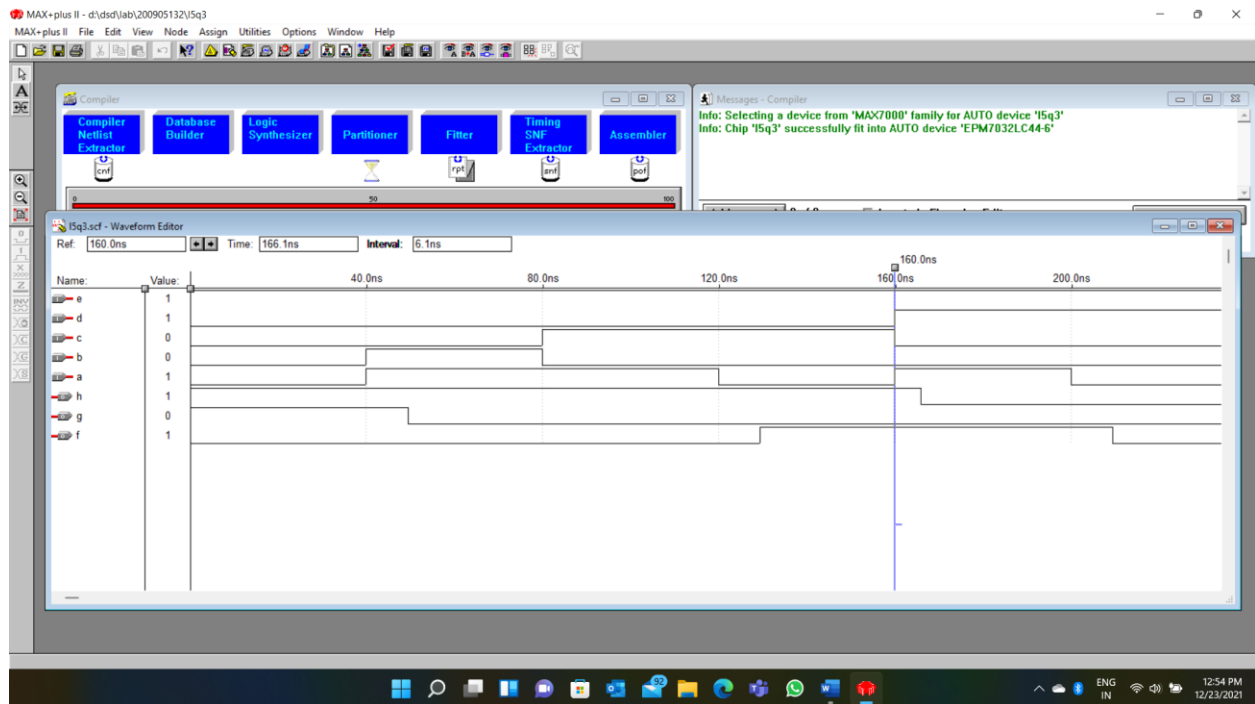 MAX+plus II - d:\dsd\lab\200905132\l5q3
MAX+plus II File Edit View Node Assign Utilities Options Window Help
Compiler
Compiler Netlist Extractor
Database Builder
Logic Synthesizer
Partitioner
Fitter
Timing SNF Extractor
Assembler
cnf
rpt
snf
pof
0 50 100
Messages - Compiler
Info: Selecting a device from 'MAX7000' family for AUTO device 'l5q3'
Info: Chip 'l5q3' successfully fit into AUTO device 'EPM7032LC44-6'
l5q3.scf - Waveform Editor
Ref: 160.0ns Time: 166.1ns Interval: 6.1ns
160.0ns
Name: Value: 40.0ns 80.0ns 120.0ns 160.0ns 200.0ns
e 1
d 1
c 0
b 0
a 1
h 1
g 0
f 1
92
ENG
IN
12:54 PM
12/23/2021